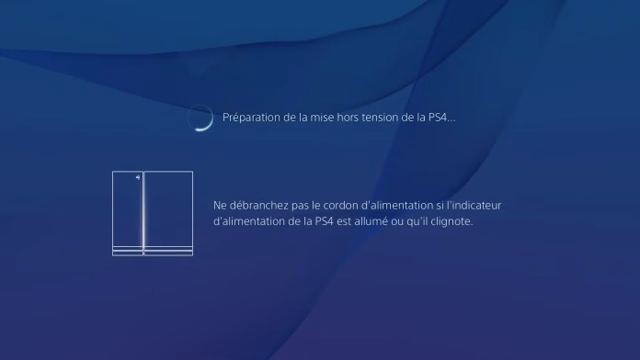 Préparation de la mise hors tension de la PS4...
Ne débranchez pas le cordon d'alimentation si l'indicateur
d'alimentation de la PS4 est allumé ou qu'il clignote.